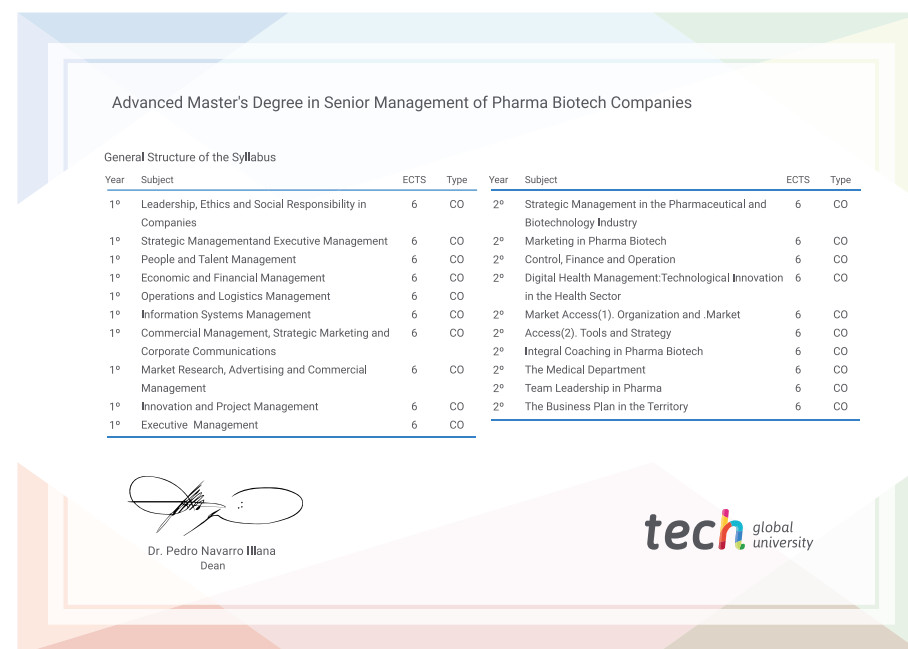 Advanced Master's Degree in Senior Management of Pharma Biotech Companies
General Structure of the Syllabus
Year Subject ECTS Type
1º Leadership, Ethics and Social Responsibility in 6 CO
Companies
1º Strategic Managementand Executive Management 6 CO
1º People and Talent Management 6 CO
1º Economic and Financial Management 6 CO
1º Operations and Logistics Management 6 CO
1º Information Systems Management 6 CO
1º Commercial Management, Strategic Marketing and 6 CO
Corporate Communications
1º Market Research, Advertising and Commercial 6 CO
Management
1º Innovation and Project Management 6 CO
1º Executive Management 6 CO
Year Subject ECTS Type
2º Strategic Management in the Pharmaceutical and 6 CO
Biotechnology Industry
2º Marketing in Pharma Biotech 6 CO
2º Control, Finance and Operation 6 CO
2º Digital Health Management:Technological Innovation 6 CO
in the Health Sector
2º Market Access(1). Organization and .Market 6 CO
2º Access(2). Tools and Strategy 6 CO
2º Integral Coaching in Pharma Biotech 6 CO
2º The Medical Department 6 CO
2º Team Leadership in Pharma 6 CO
2º The Business Plan in the Territory 6 CO
Dr. Pedro Navarro Illana
Dean
tech global
university